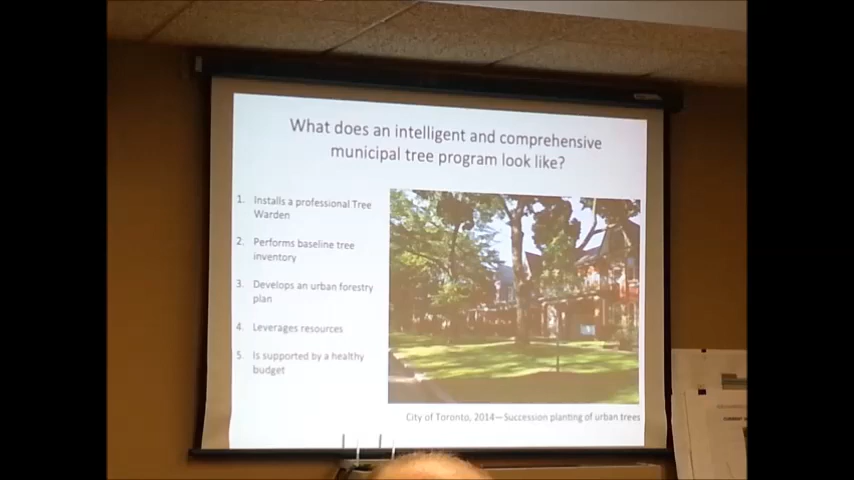 What does an intelligent and comprehensive
municipal tree program look like?
1. Installs a professional Tree
Warden
2. Performs baseline tree
inventory
3. Develops an urban forestry
plan
4. Leverages resources
5. Is supported by a healthy
budget
City of Toronto, 2014—Succession planting of urban trees